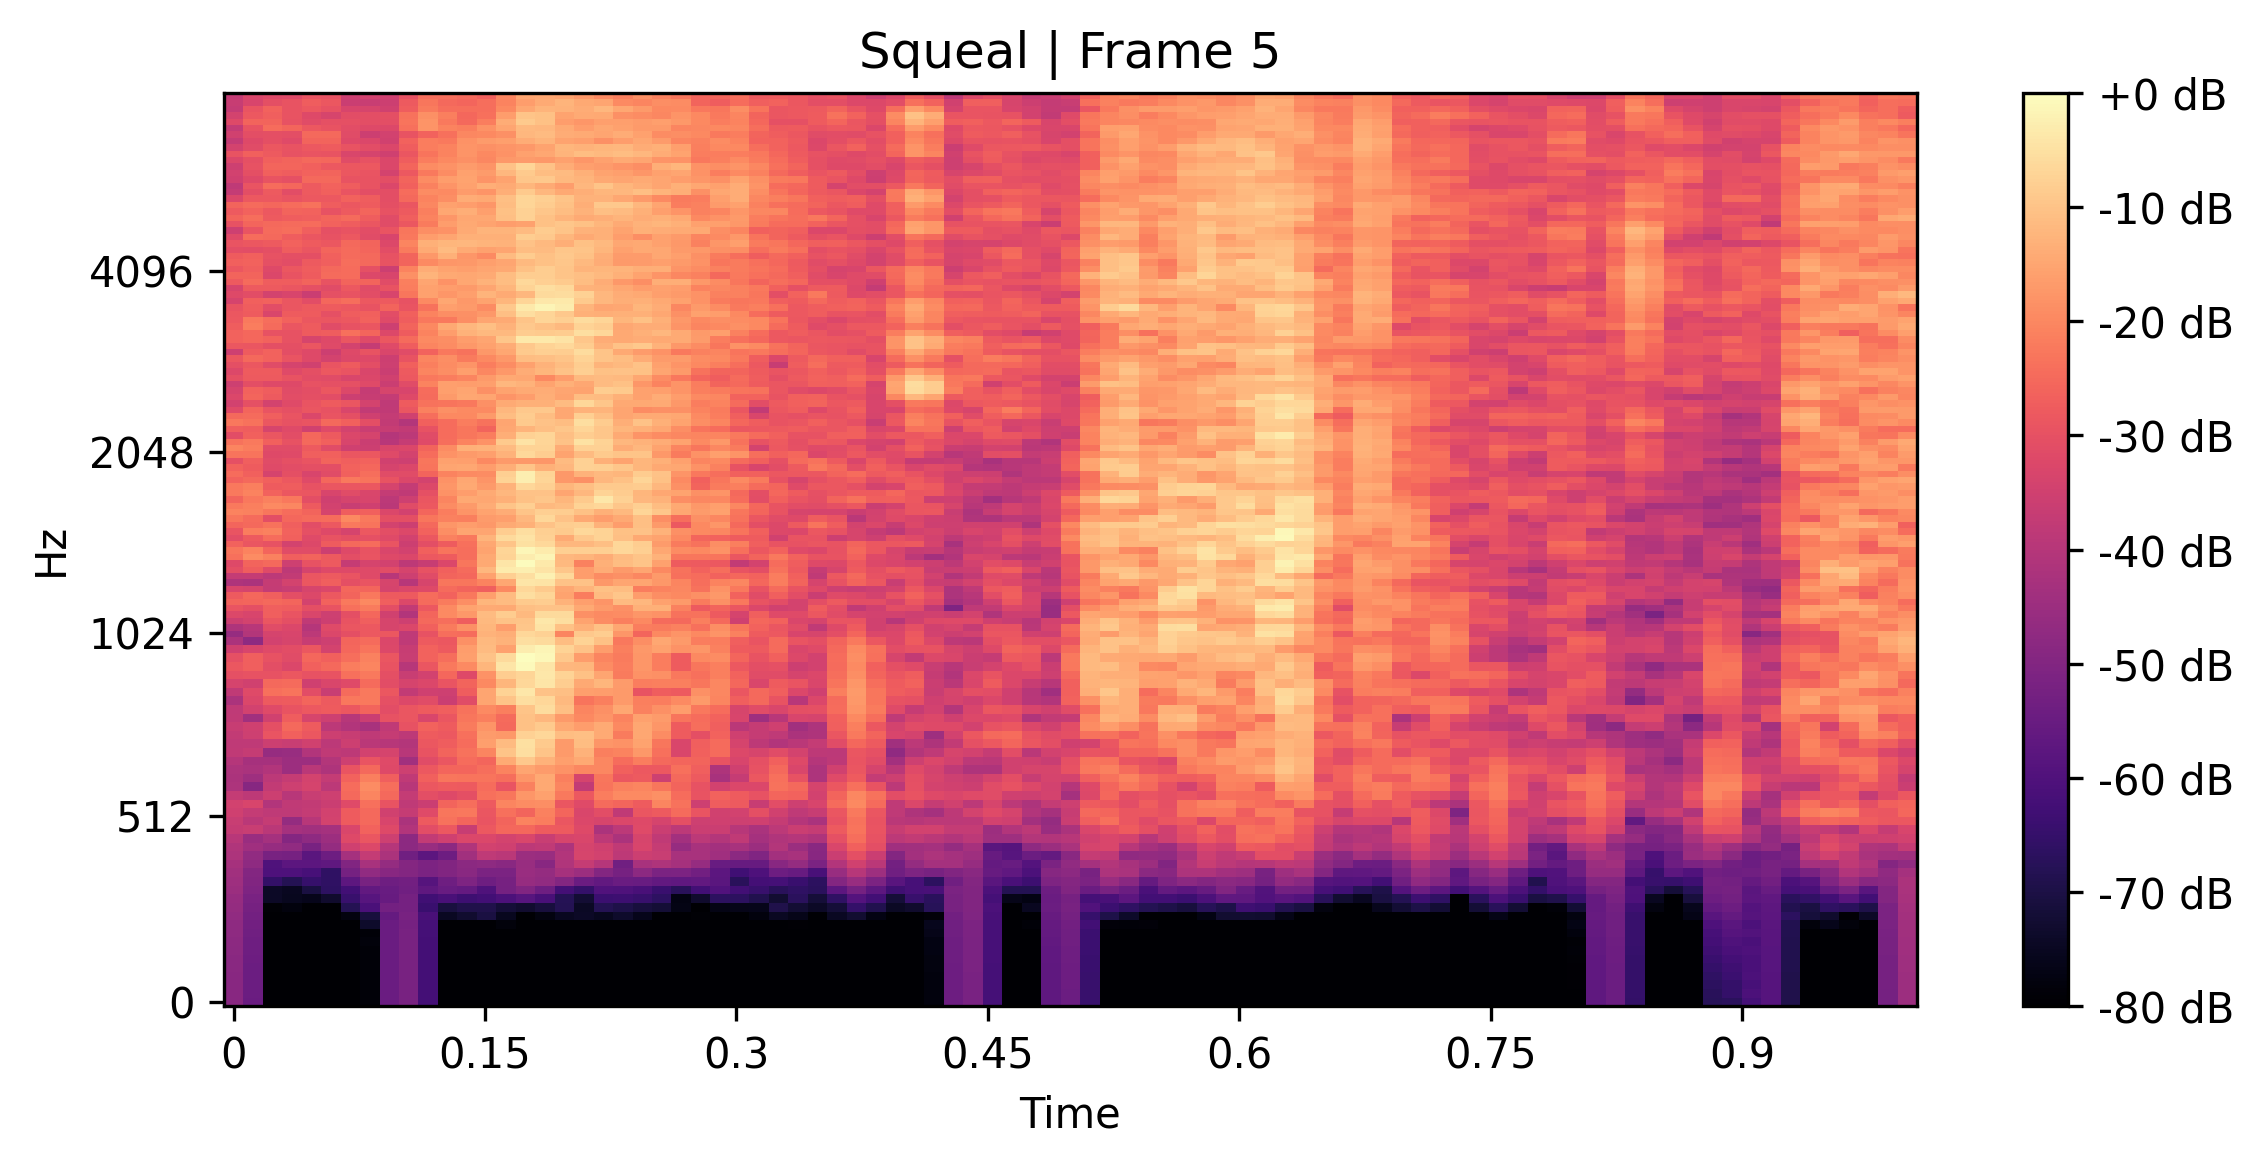 Squeal | Frame 5
Hz
4096
2048
1024
512
0
0 0.15 0.3 0.45 0.6 0.75 0.9
Time
+0 dB
-10 dB
-20 dB
-30 dB
-40 dB
-50 dB
-60 dB
-70 dB
-80 dB